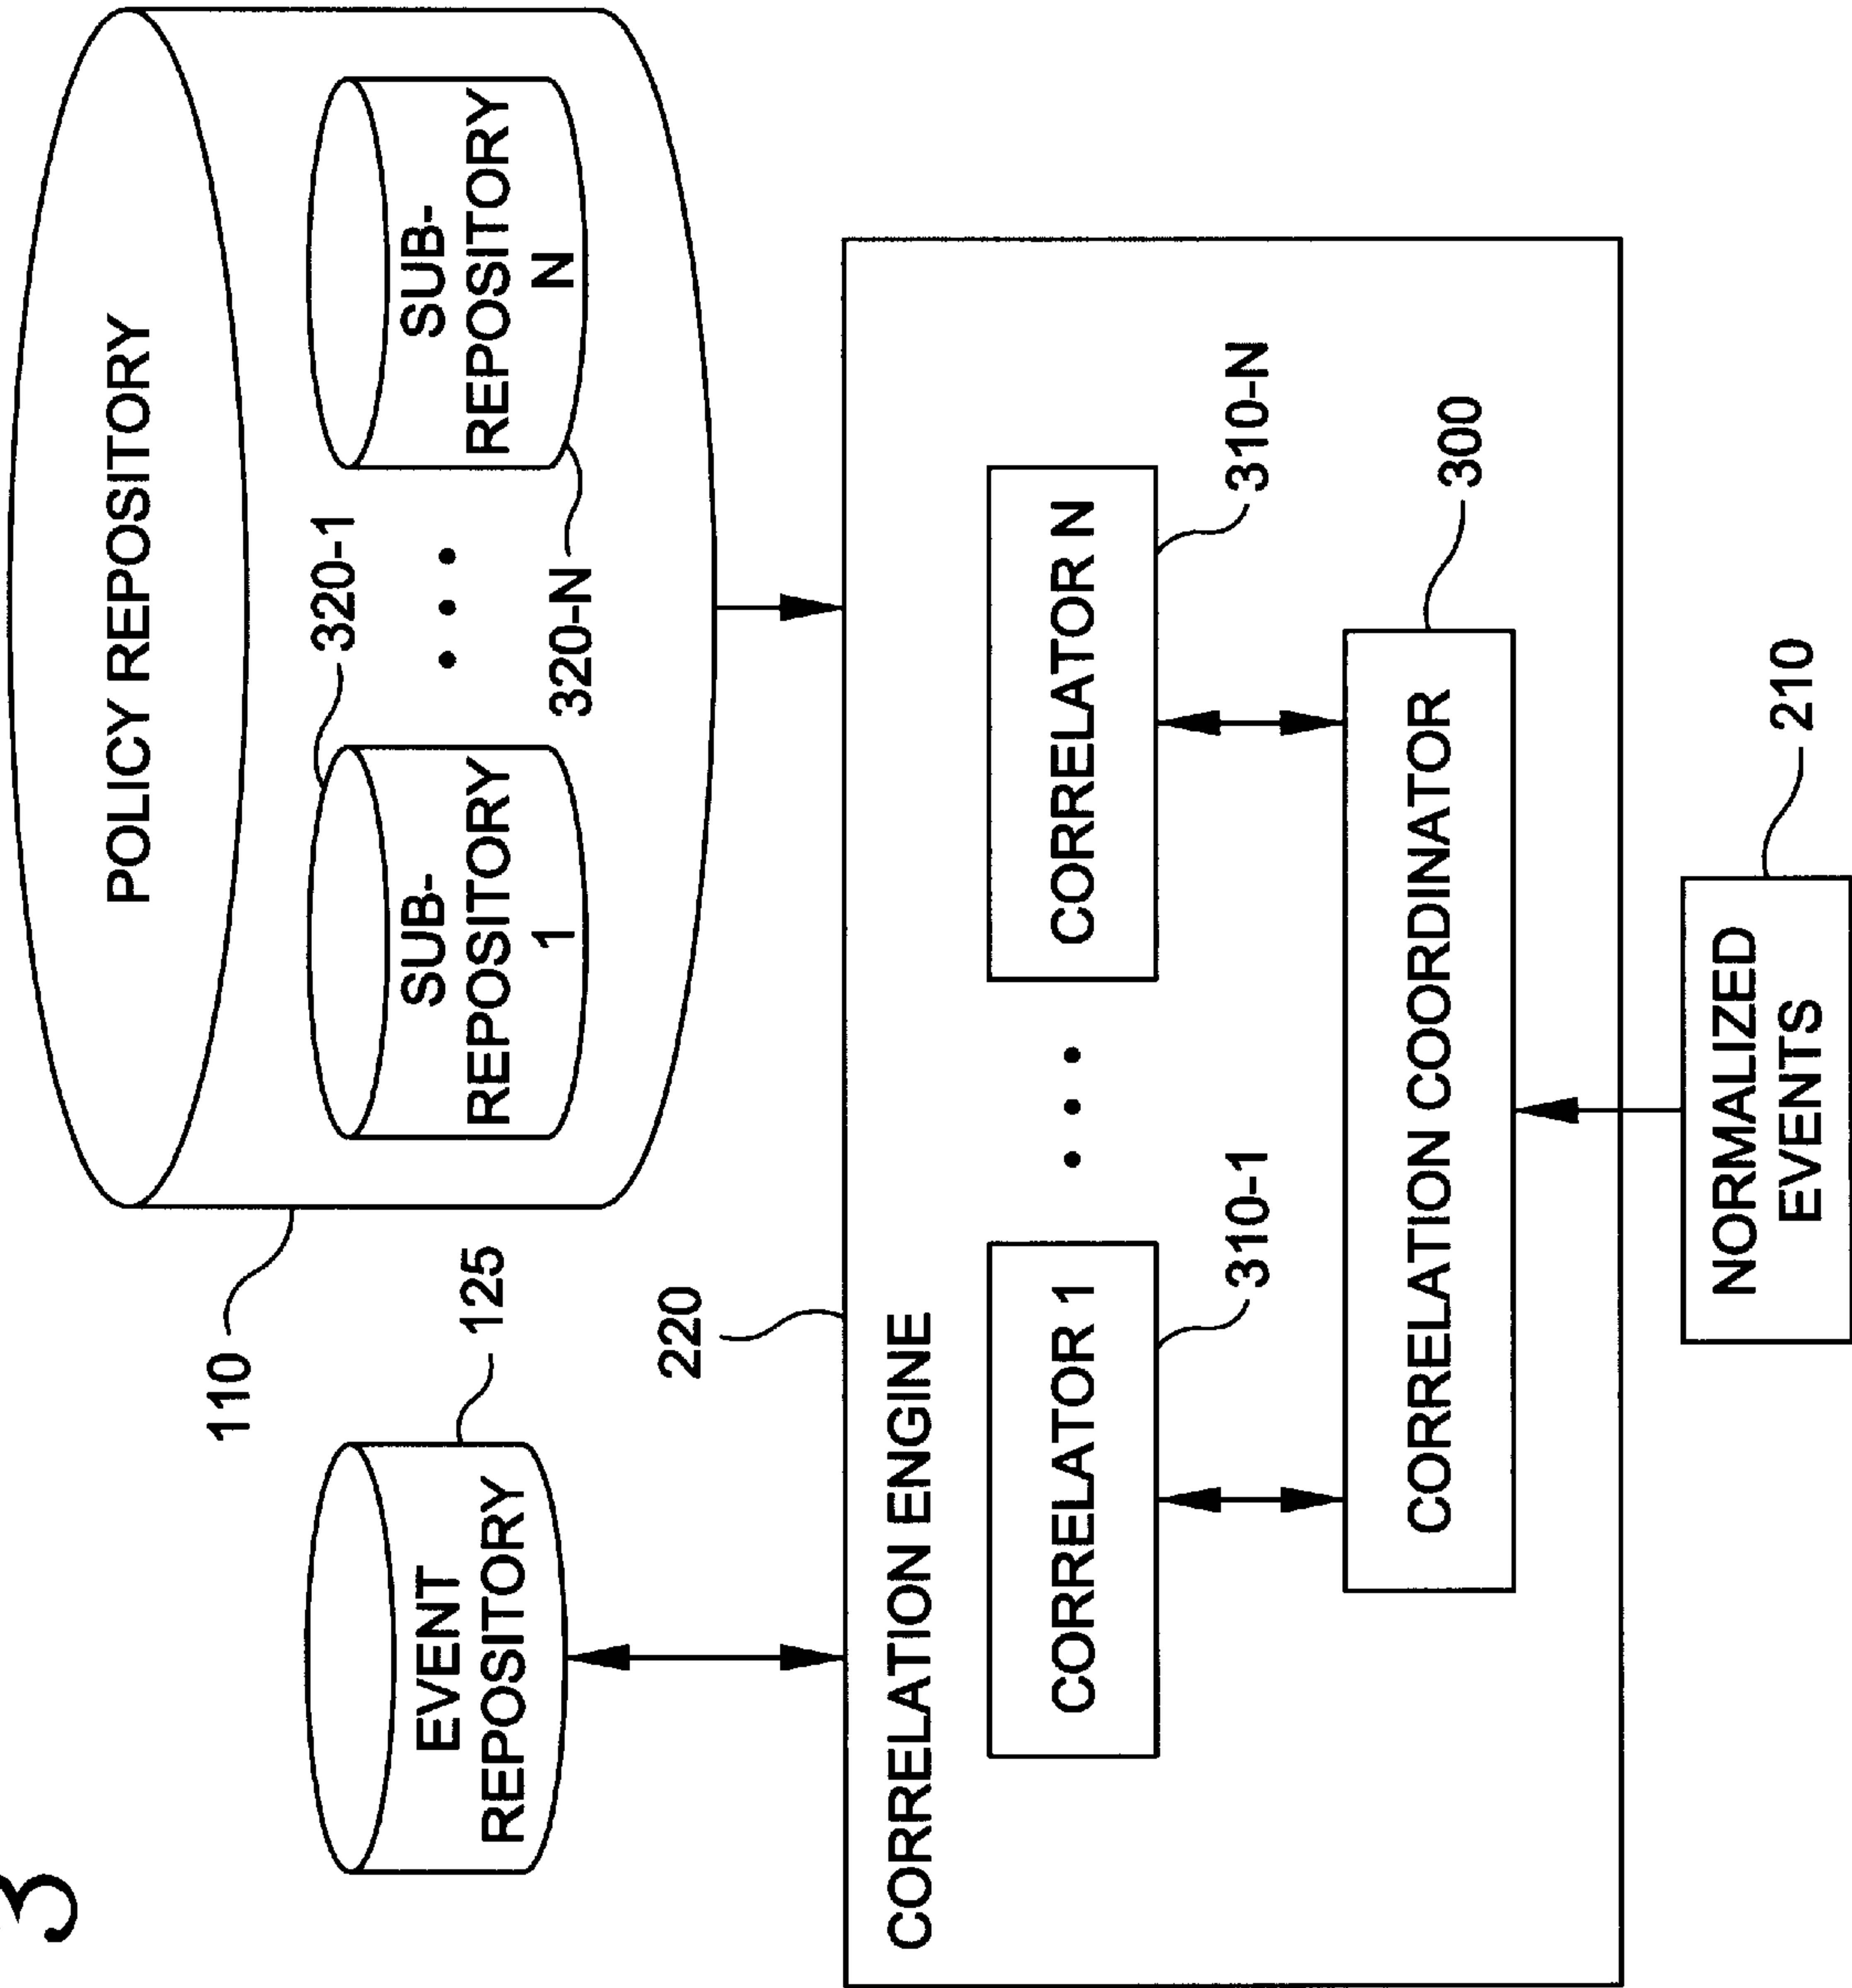 3
POLICY REPOSITORY
110
320-1
SUB-
REPOSITORY
1
SUB-
REPOSITORY
N
320-N
EVENT
REPOSITORY
125
220
CORRELATION ENGINE
CORRELATOR 1
310-1
CORRELATOR N
310-N
CORRELATION COORDINATOR
300
NORMALIZED
EVENTS
210